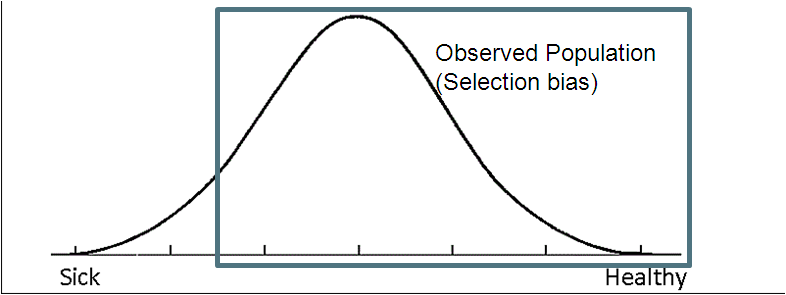 Observed Population
(Selection bias)
Sick
Healthy